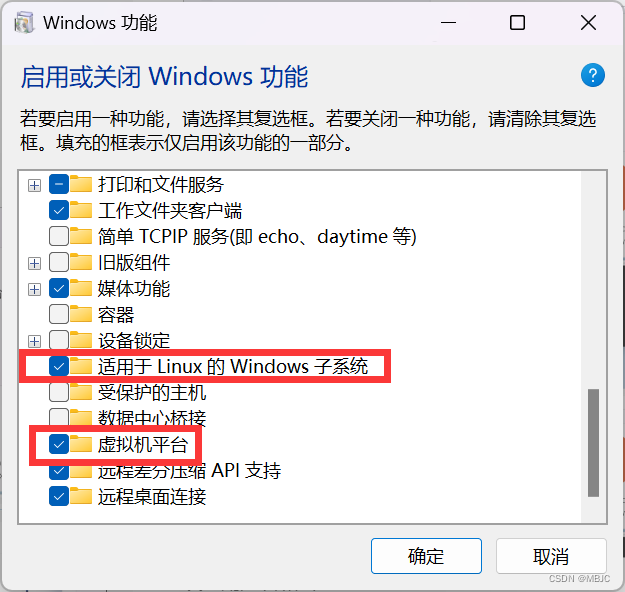 Windows 功能
启用或关闭 Windows 功能
?
若要启用一种功能，请选择其复选框。若要关闭一种功能，请清除其复选
框。填充的框表示仅启用该功能的一部分。
打印和文件服务
工作文件夹客户端
简单 TCPIP 服务(即 echo、daytime 等)
旧版组件
媒体功能
容器
设备锁定
适用于 Linux 的 Windows 子系统
受保护的主机
数据中心桥接
虚拟机平台
远程差分压缩 API 支持
远程桌面连接
确定
取消
CSDN @MBJC